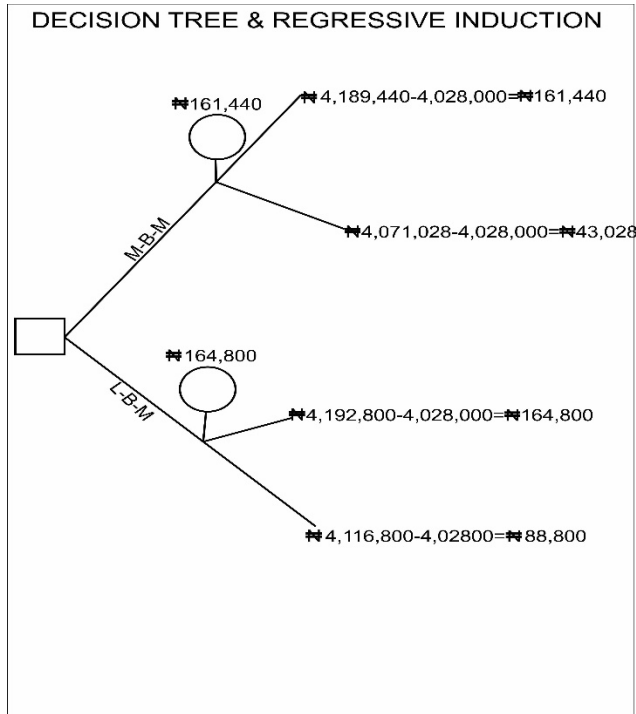 DECISION TREE & REGRESSIVE INDUCTION
₦161,440
₦4,189,440-4,028,000=₦161,440
M-B-M
₦4,071,028-4,028,000=₦43,028
₦164,800
L-B-M
₦4,192,800-4,028,000=₦164,800
₦4,116,800-4,02800=₦88,800